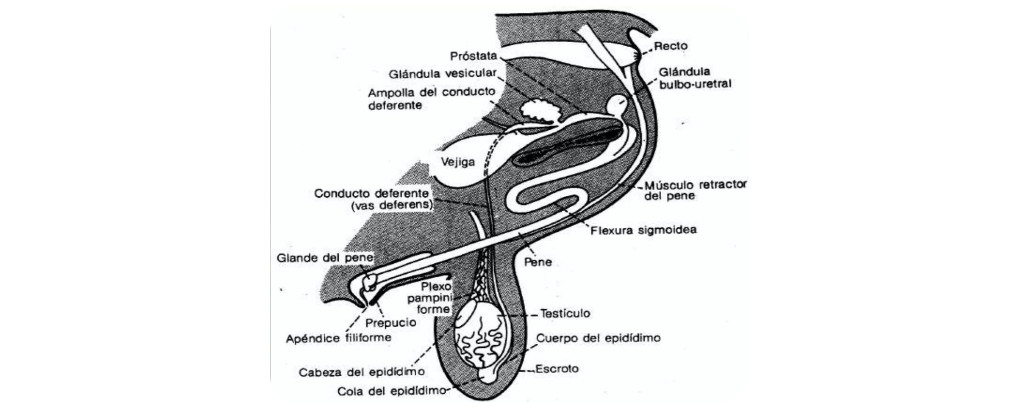 Recto
Próstata
Glándula vesicular
Glándula
bulbo-uretral
Ampolla del conducto
deferente
Vejiga
Músculo retractor
del pene
Conducto deferente
(vas deferens)
Flexura sigmoidea
Glande del pene
Pene
Plexo
pampini
forme
Prepucio
Testículo
Apéndice filiforme
Cuerpo del epidídimo
Cabeza del epidídimo
Escroto
Cola del epidídimo